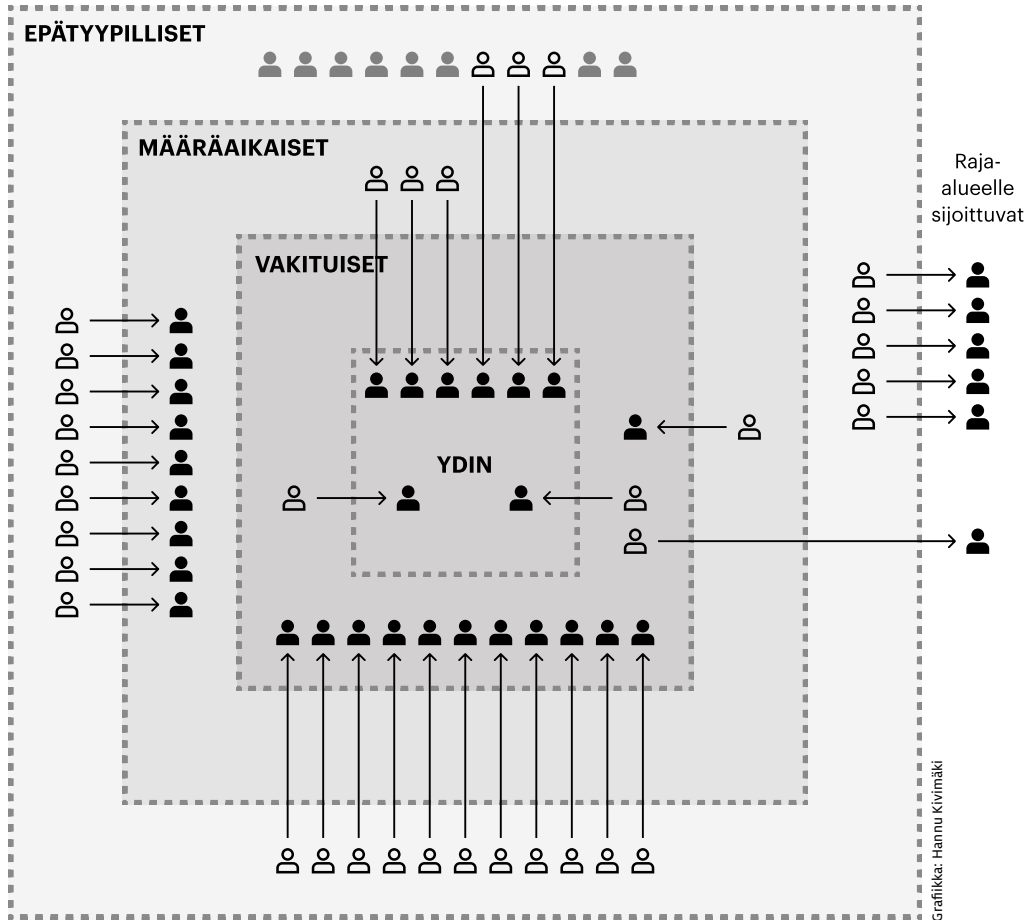 EPÄTYYPILLISET
MÄÄRÄAIKAISET
Raja-
alueelle
sijoittuvat
VAKITUISET
YDIN
Grafiikka: Hannu Kivimäki